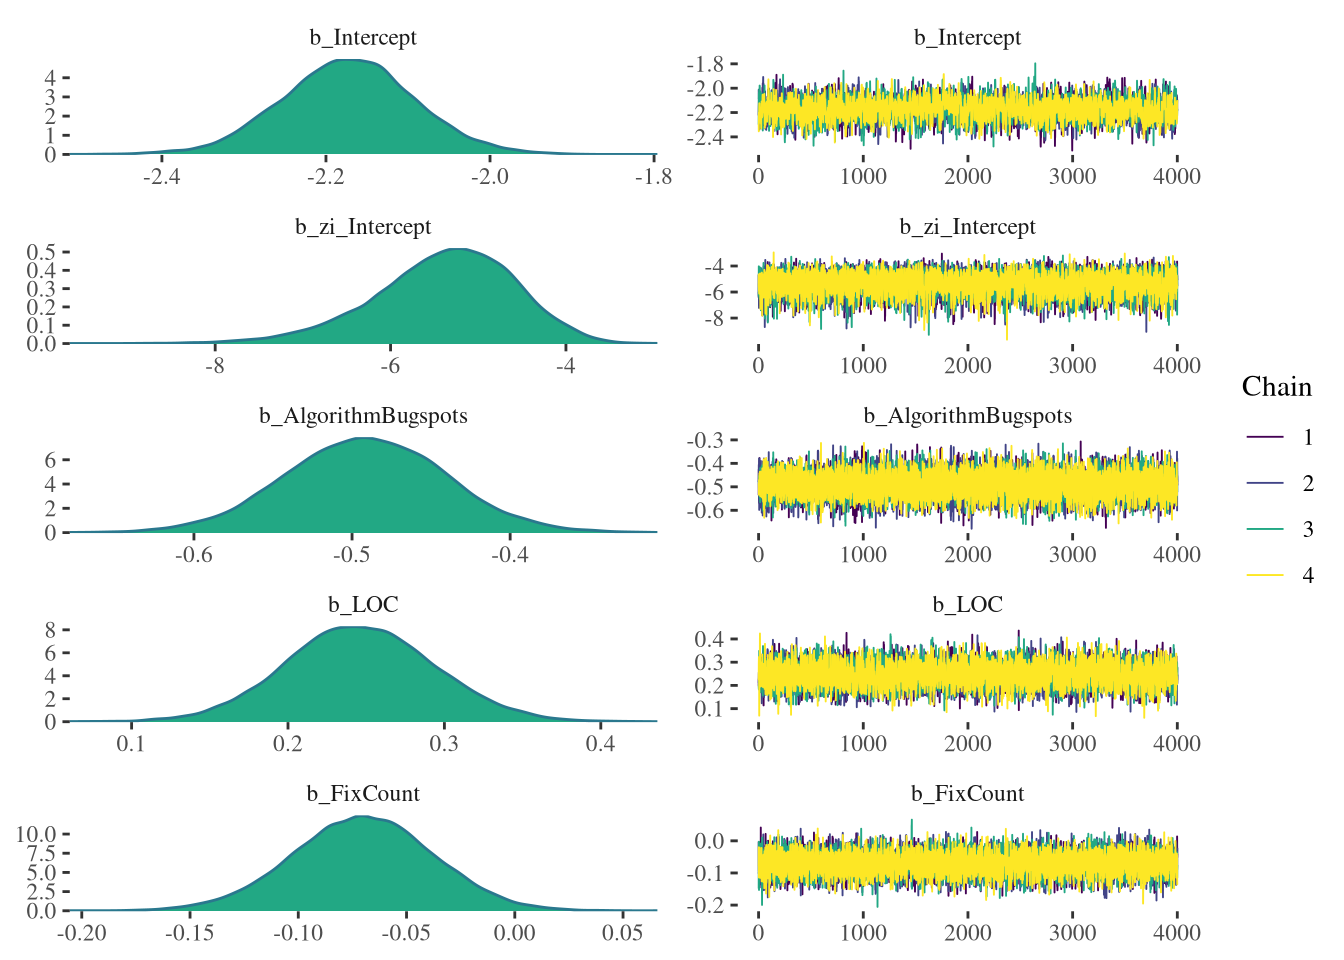 b_Intercept
4
3
2
1
0
-2.4 -2.2 -2.0 -1.8
b_Intercept
-1.8
-2.0
-2.2
-2.4
0 1000 2000 3000 4000
b_zi_Intercept
0.5
0.4
0.3
0.2
0.1
0.0
-8 -6 -4
b_zi_Intercept
-4
-6
-8
0 1000 2000 3000 4000
b_AlgorithmBugspots
6
4
2
0
-0.6 -0.5 -0.4
b_AlgorithmBugspots
-0.3
-0.4
-0.5
-0.6
0 1000 2000 3000 4000
b_LOC
8
6
4
2
0
0.1 0.2 0.3 0.4
b_LOC
0.4
0.3
0.2
0.1
0 1000 2000 3000 4000
b_FixCount
10.0
7.5
5.0
2.5
0.0
-0.20 -0.15 -0.10 -0.05 0.00 0.05
b_FixCount
0.0
-0.1
-0.2
0 1000 2000 3000 4000
Chain
1
2
3
4